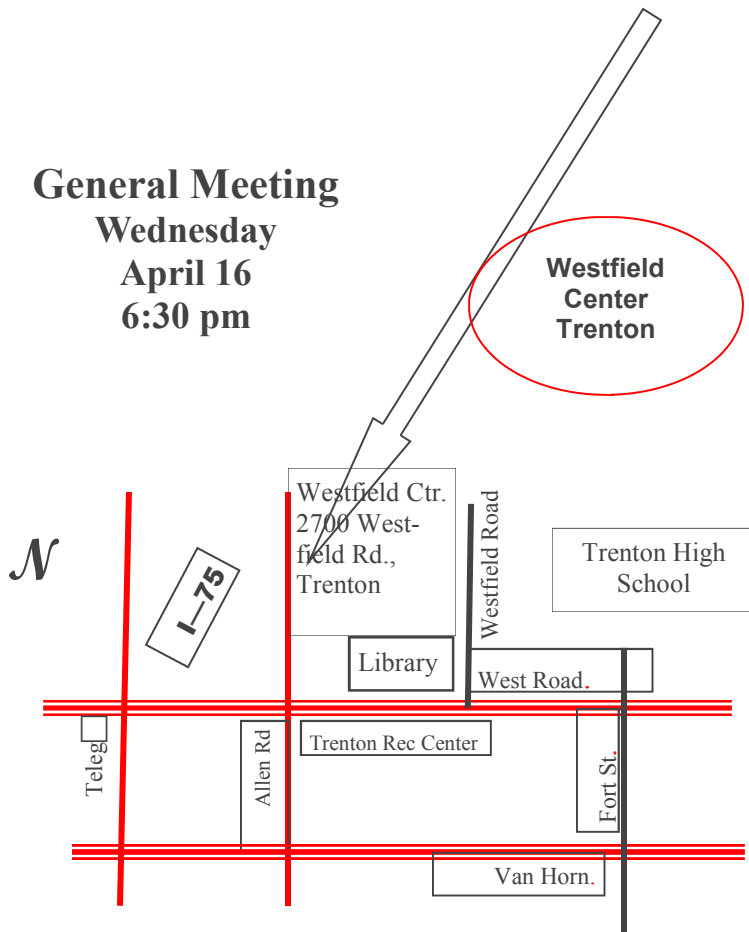 General Meeting
Wednesday
April 16
6:30 pm
Westfield
Center
Trenton
Westfield Ctr.
2700 West-
field Rd.,
Trenton
Westfield Road
Trenton High
School
N
I—75
Library
West Road.
Teleg
Allen Rd
Trenton Rec Center
Fort St.
Van Horn.